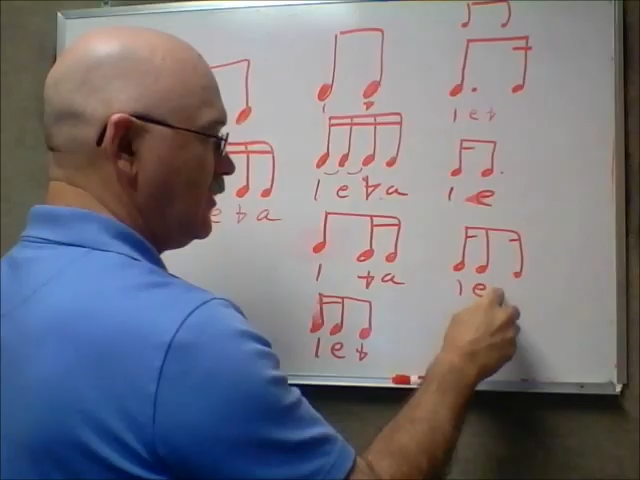 e + a
1 +
1 e + a
1 + a
1 e +
1 e +
1 e
1 e